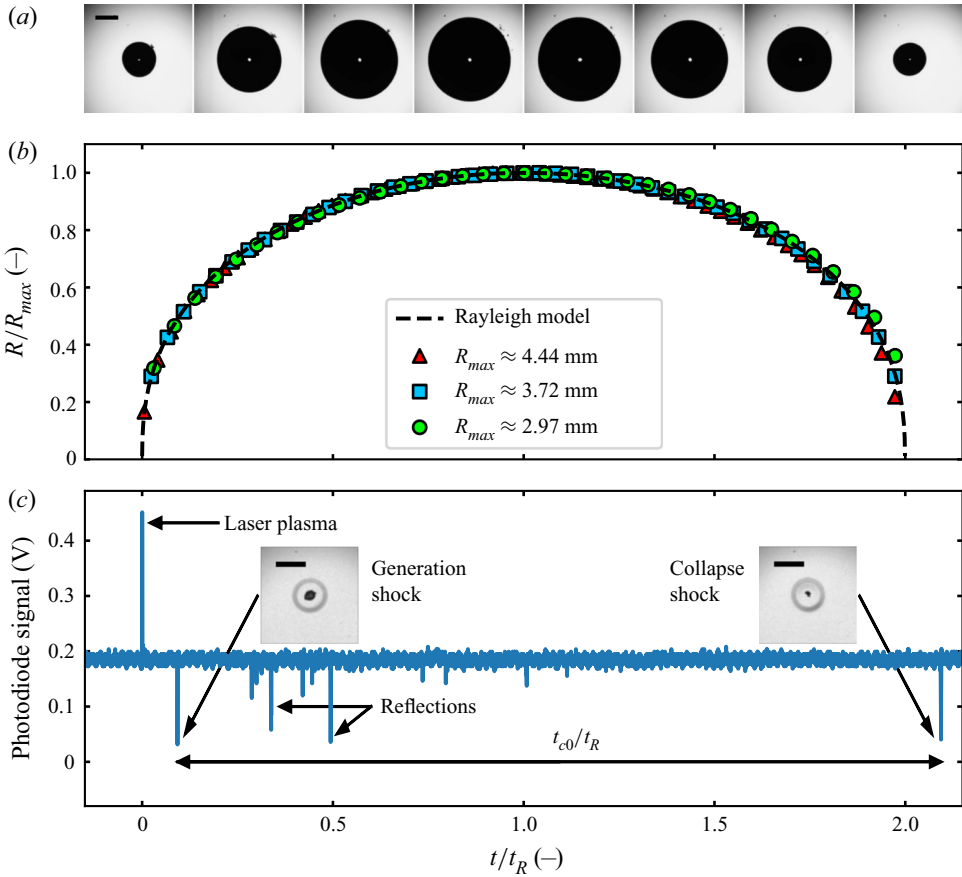 (a)
(b)
1.0
0.8
0.6
0.4
0.2
0
R/R_max (–)
Rayleigh model
R_max ≈ 4.44 mm
R_max ≈ 3.72 mm
R_max ≈ 2.97 mm
(c)
0.4
0.3
0.2
0.1
0
Photodiode signal (V)
Laser plasma
Generation
shock
Collapse
shock
Reflections
t_c0/t_R
0
0.5
1.0
1.5
2.0
t/t_R (–)